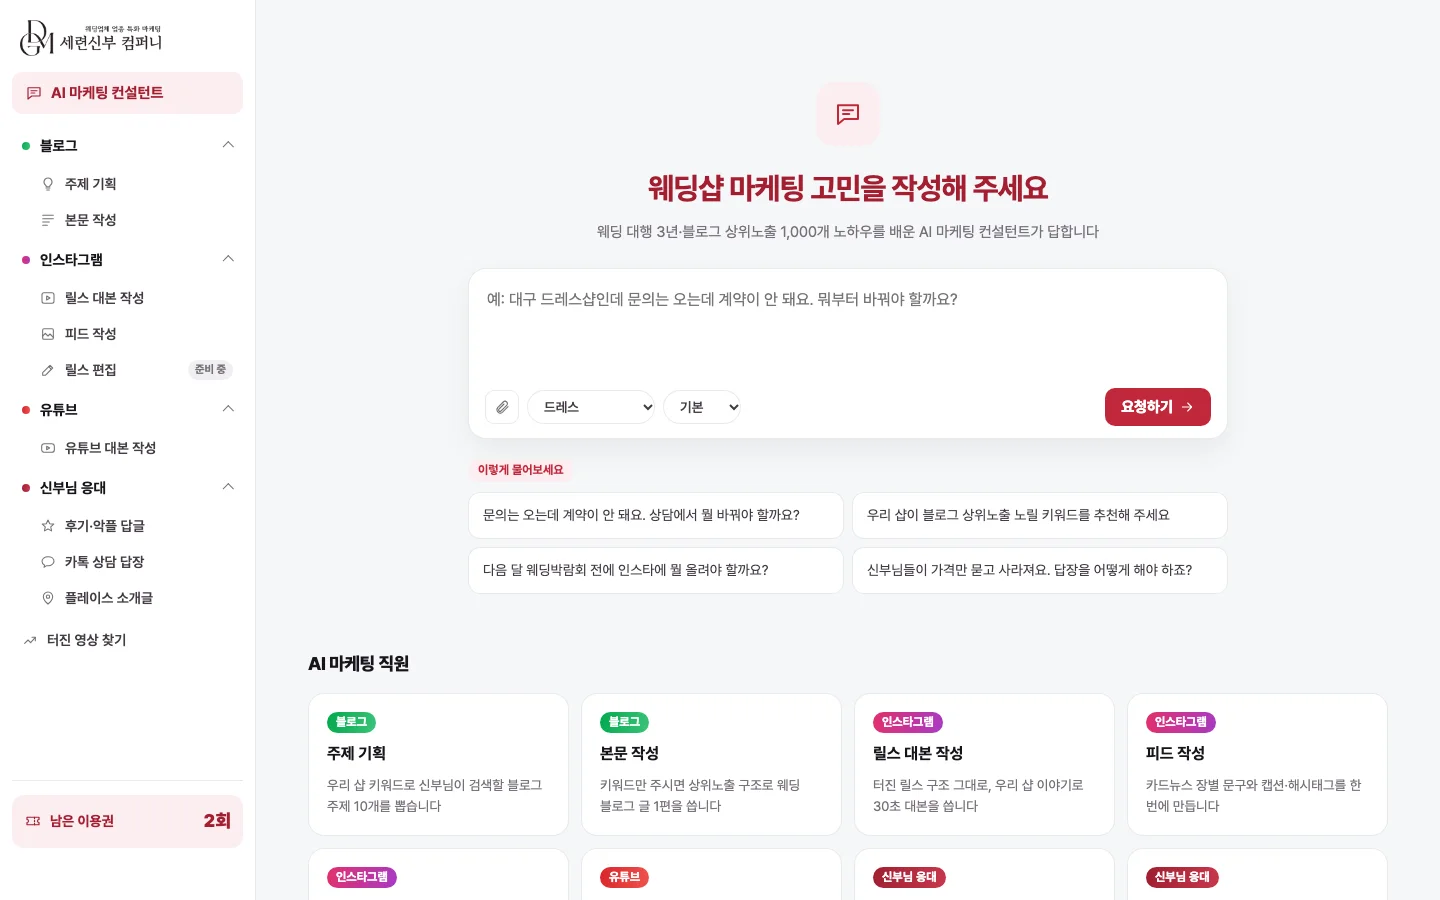 웨딩업체 업종 특화 마케팅
세련신부 컴퍼니
AI 마케팅 컨설턴트
블로그
주제 기획
본문 작성
인스타그램
릴스 대본 작성
피드 작성
릴스 편집 준비 중
유튜브
유튜브 대본 작성
신부님 응대
후기·악플 답글
카톡 상담 답장
플레이스 소개글
터진 영상 찾기
남은 이용권 2회
웨딩샵 마케팅 고민을 작성해 주세요
웨딩 대행 3년·블로그 상위노출 1,000개 노하우를 배운 AI 마케팅 컨설턴트가 답합니다
예: 대구 드레스샵인데 문의는 오는데 계약이 안 돼요. 뭐부터 바꿔야 할까요?
드레스 기본 요청하기 →
이렇게 물어보세요
문의는 오는데 계약이 안 돼요. 상담에서 뭘 바꿔야 할까요?
우리 샵이 블로그 상위노출 노릴 키워드를 추천해 주세요
다음 달 웨딩박람회 전에 인스타에 뭘 올려야 할까요?
신부님들이 가격만 묻고 사라져요. 답장을 어떻게 해야 하죠?
AI 마케팅 직원
블로그
주제 기획
우리 샵 키워드로 신부님이 검색할 블로그
주제 10개를 뽑습니다
블로그
본문 작성
키워드만 주시면 상위노출 구조로 웨딩
블로그 글 1편을 씁니다
인스타그램
릴스 대본 작성
터진 릴스 구조 그대로, 우리 샵 이야기로
30초 대본을 씁니다
인스타그램
피드 작성
카드뉴스 장별 문구와 캡션·해시태그를 한
번에 만듭니다
인스타그램
유튜브
신부님 응대
신부님 응대